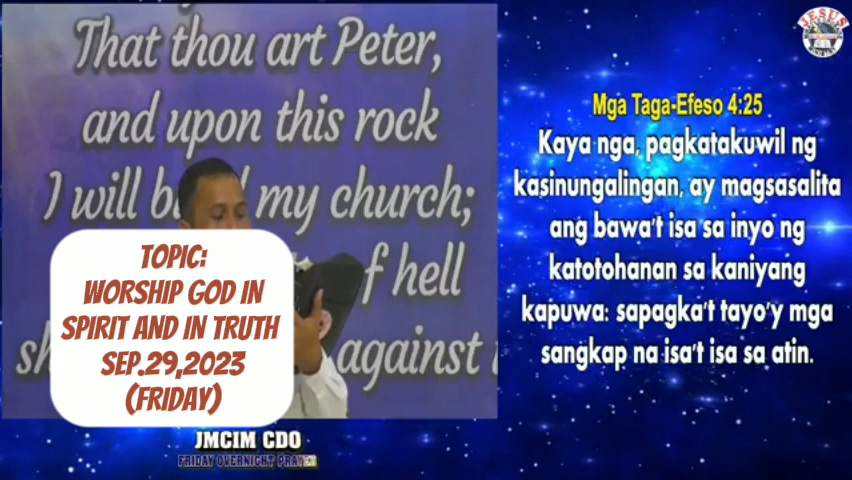 That thou art Peter,
and upon this rock
I will build my church;
f hell
against
TOPIC:
WORSHIP GOD IN
SPIRIT AND IN TRUTH
SEP.29,2023
(FRIDAY)
JMCIM CDO
FRIDAY OVERNIGHT PRAYER
JESUS
Mga Taga-Efeso 4:25
Kaya nga, pagkatakuwil ng
kasinungalingan, ay magsasalita
ang bawa't isa sa inyo ng
katotohanan sa kaniyang
kapuwa: sapagka't tayo'y mga
sangkap na isa't isa sa atin.